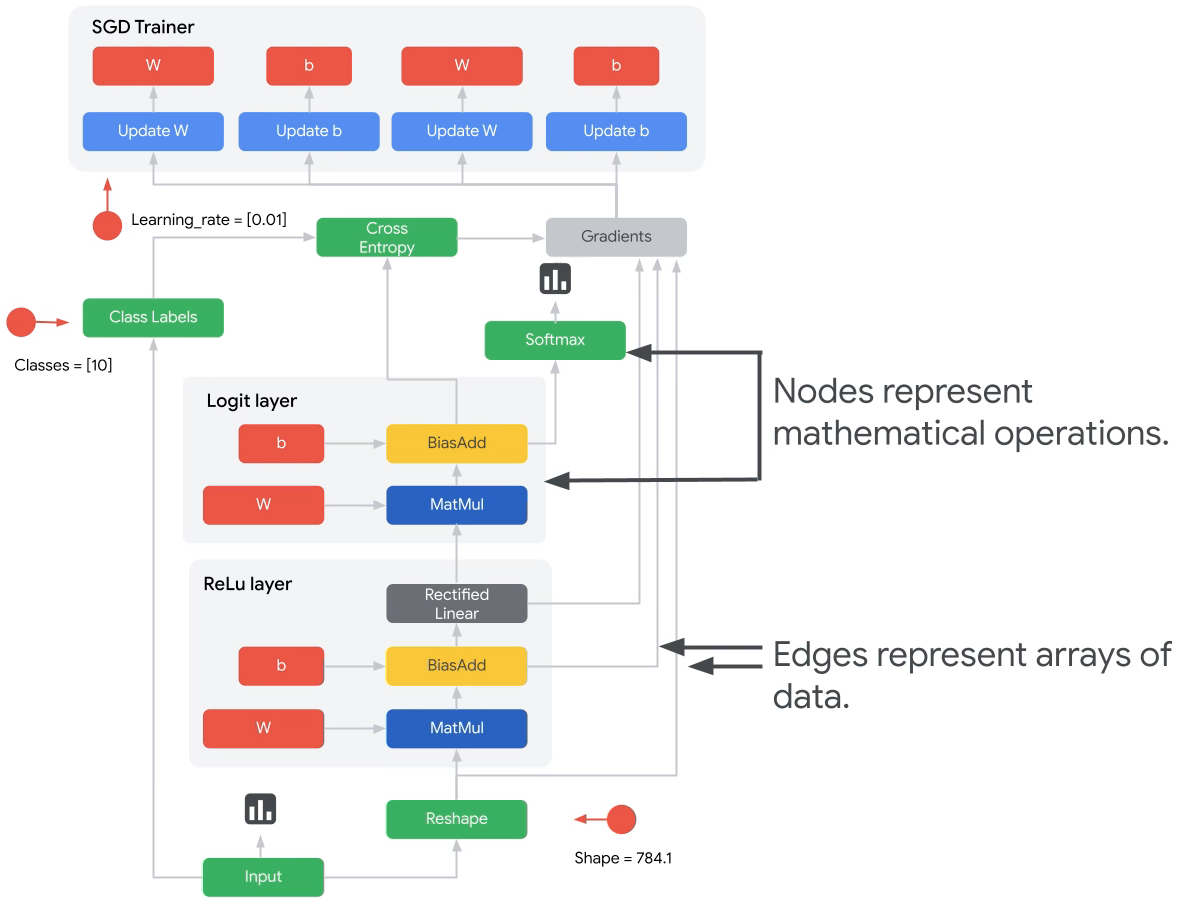 SGD Trainer
W
b
W
b
Update W
Update b
Update W
Update b
Learning_rate = [0.01]
Cross
Entropy
Gradients
Class Labels
Softmax
Classes = [10]
Nodes represent
mathematical operations.
Logit layer
b
BiasAdd
W
MatMul
ReLu layer
Rectified
Linear
b
BiasAdd
Edges represent arrays of
data.
W
MatMul
Reshape
Shape = 784.1
Input